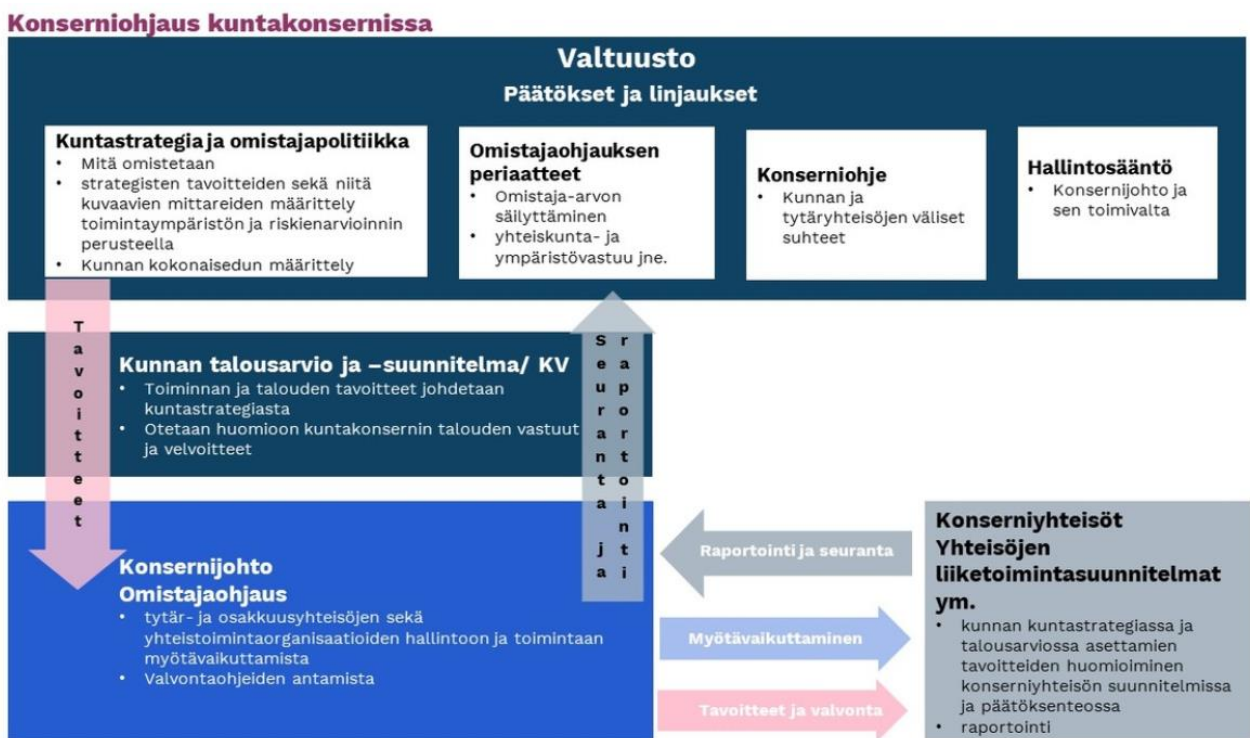 Konserniohjaus kuntakonsernissa
Valtuusto
Päätökset ja linjaukset
Kuntastrategia ja omistajapolitiikka
• Mitä omistetaan
• strategisten tavoitteiden sekä niitä
kuvaavien mittareiden määrittely
toimintaympäristön ja riskienarvioinnin
perusteella
• Kunnan kokonaisedun määrittely
Omistajaohjauksen
periaatteet
• Omistaja-arvon
säilyttäminen
• yhteiskunta- ja
ympäristövastuu jne.
Konserniohje
• Kunnan ja
tytäryhteisöjen väliset
suhteet
Hallintosääntö
• Konsernijohto ja
sen toimivalta
Tavoitteet
Seuranta ja
raportointi
Kunnan talousarvio ja –suunnitelma/ KV
• Toiminnan ja talouden tavoitteet johdetaan
kuntastrategiasta
• Otetaan huomioon kuntakonsernin talouden vastuut
ja velvoitteet
Konsernijohto
Omistajaohjaus
• tytär- ja osakkuusyhteisöjen sekä
yhteistoimintaorganisaatioiden hallintoon ja toimintaan
myötävaikuttamista
• Valvontaohjeiden antamista
Raportointi ja seuranta
Myötävaikuttaminen
Tavoitteet ja valvonta
Konserniyhteisöt
Yhteisöjen
liiketoimintasuunnitelmat
ym.
• kunnan kuntastrategiassa ja
talousarviossa asettamien
tavoitteiden huomioiminen
konserniyhteisön suunnitelmissa
ja päätöksenteossa
• raportointi